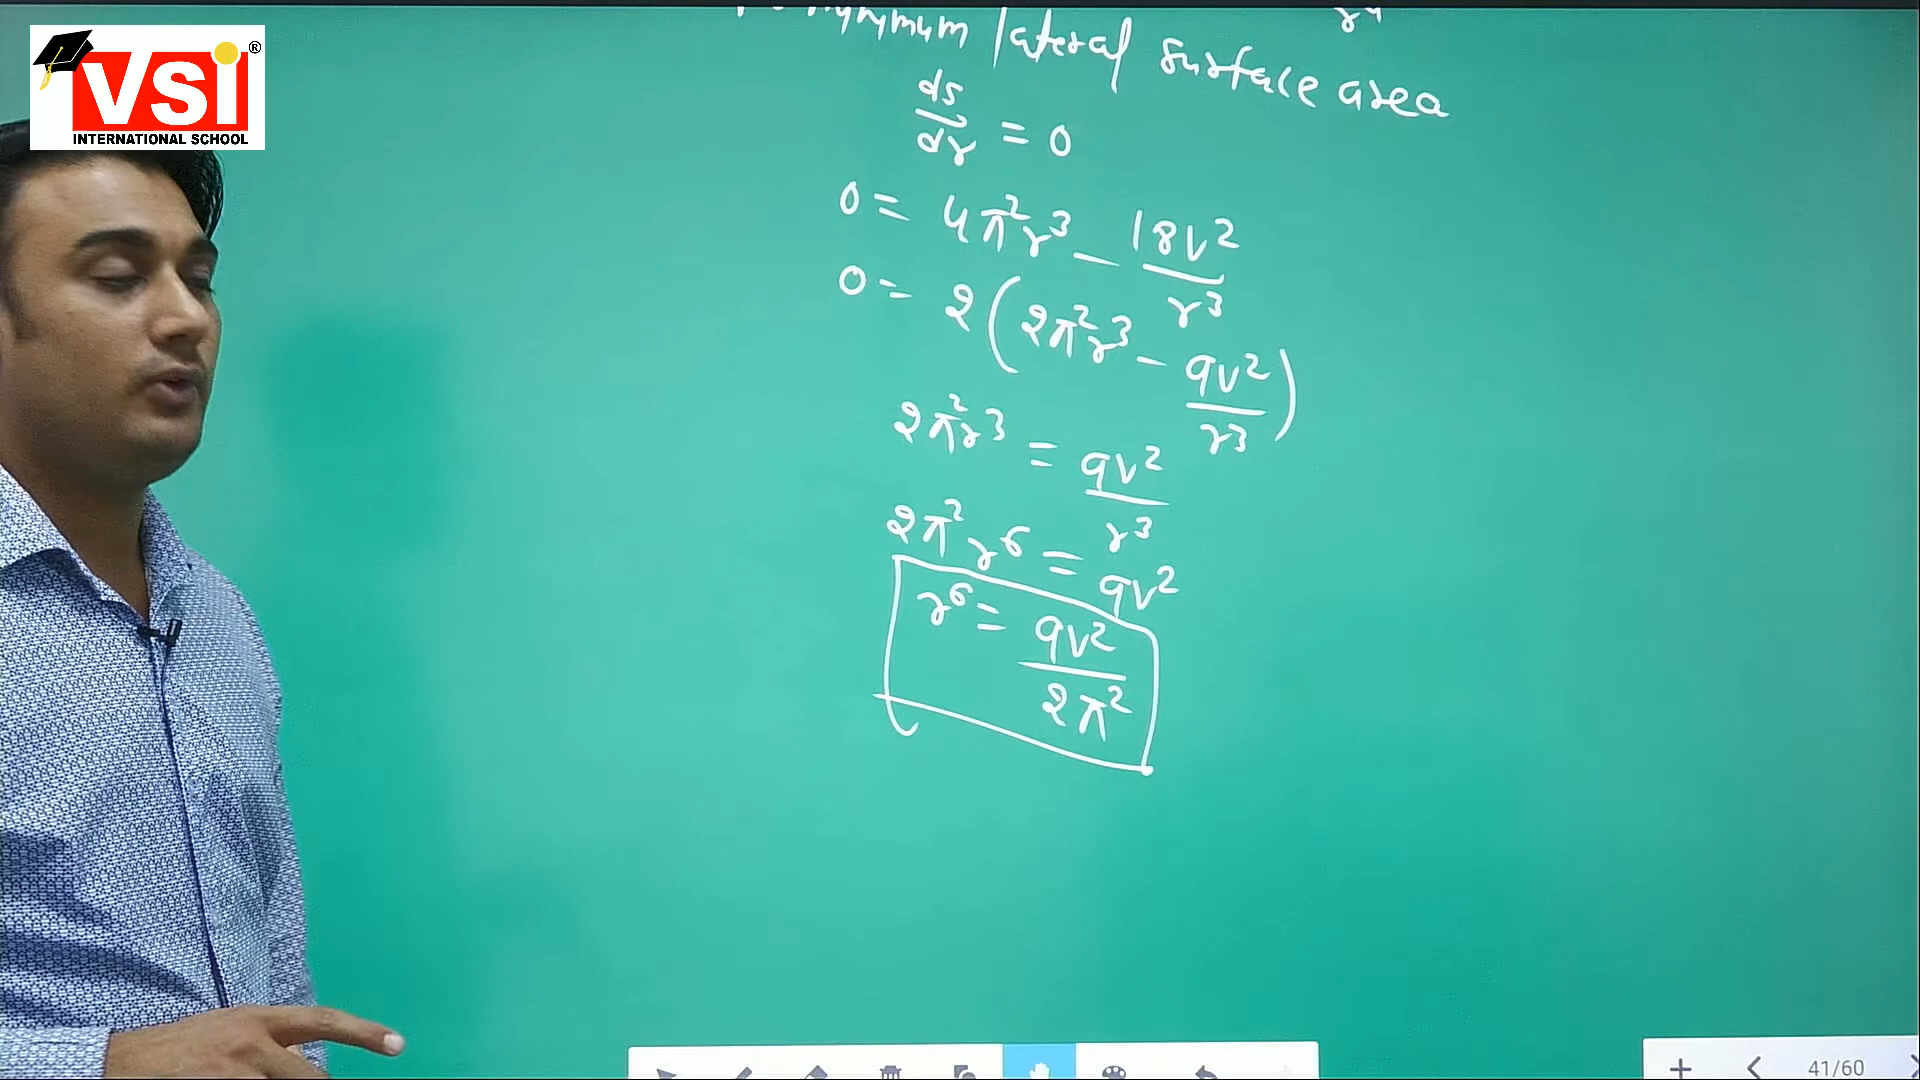 VSI ®
INTERNATIONAL SCHOOL
lateral surface area
ds/dr = 0
0 = 4π²r³ - 18v²/r³
0 = 2(2π²r³ - 9v²/r³)
2π²r³ = 9v²/r³
2π²r⁶ = 9v²
r⁶ = 9v²/2π²
41/60